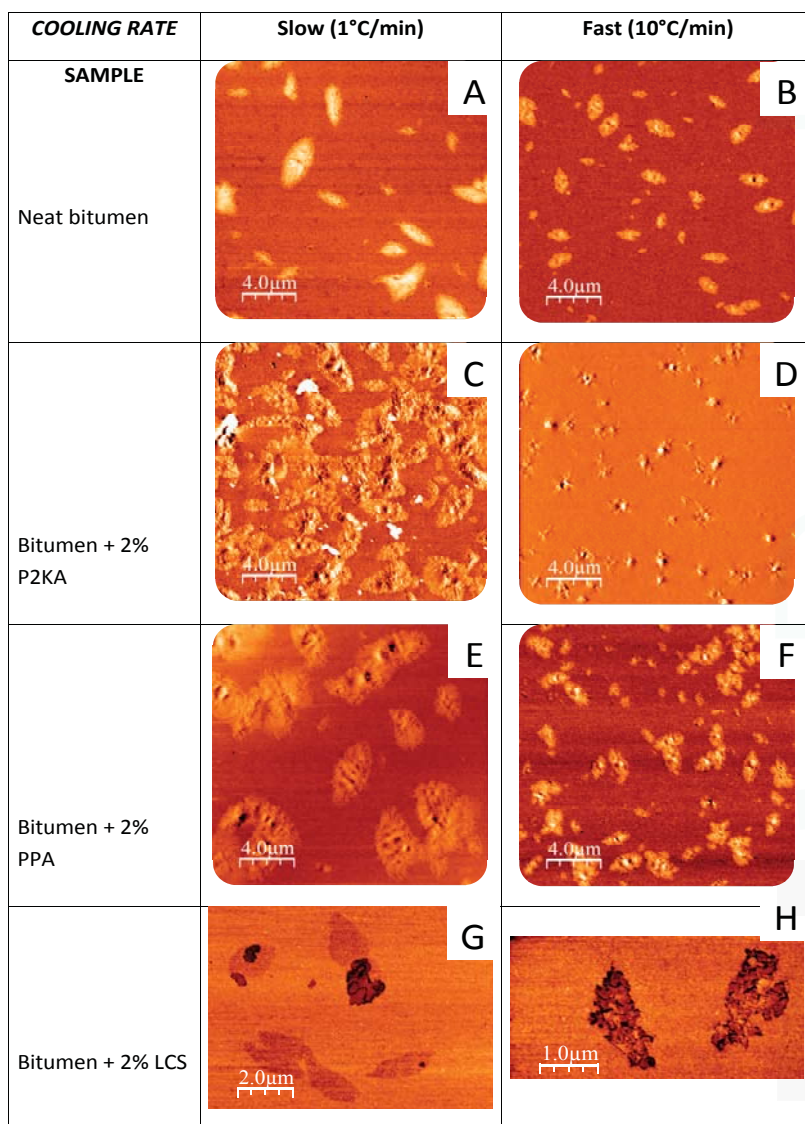 COOLING RATE
Slow (1°C/min)
Fast (10°C/min)
SAMPLE
Neat bitumen
A
4.0µm
B
4.0µm
Bitumen + 2%
P2KA
C
4.0µm
D
4.0µm
Bitumen + 2%
PPA
E
4.0µm
F
4.0µm
Bitumen + 2% LCS
G
2.0µm
H
1.0µm